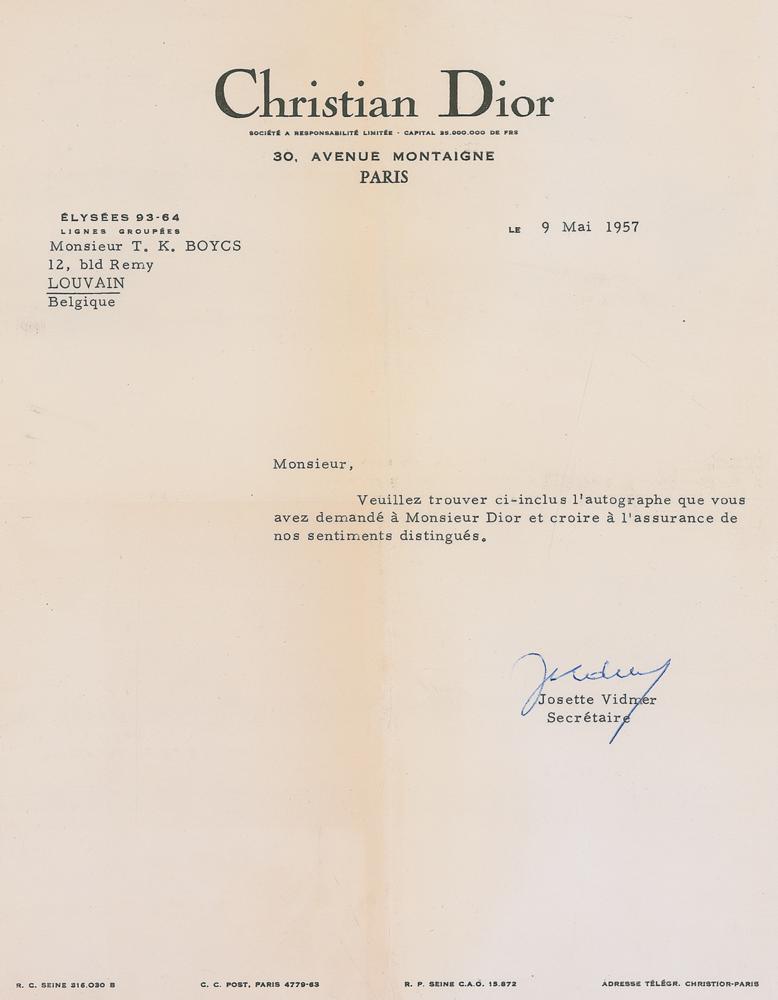 Christian Dior
SOCIÉTÉ A RESPONSABILITÉ LIMITÉE - CAPITAL 35.000.000 DE FRS
30, AVENUE MONTAIGNE
PARIS
ÉLYSÉES 93-64
LIGNES GROUPÉES
LE 9 Mai 1957
Monsieur T. K. BOYCS
12, bld Remy
LOUVAIN
Belgique
Monsieur,
Veuillez trouver ci-inclus l'autographe que vous
avez demandé à Monsieur Dior et croire à l'assurance de
nos sentiments distingués.
Josette Vidmer
Secrétaire
R. C. SEINE 316.030 B
C. C. POST, PARIS 4779-63
R. P. SEINE C.A.O. 15.872
ADRESSE TÉLÉGR. CHRISTIOR-PARIS